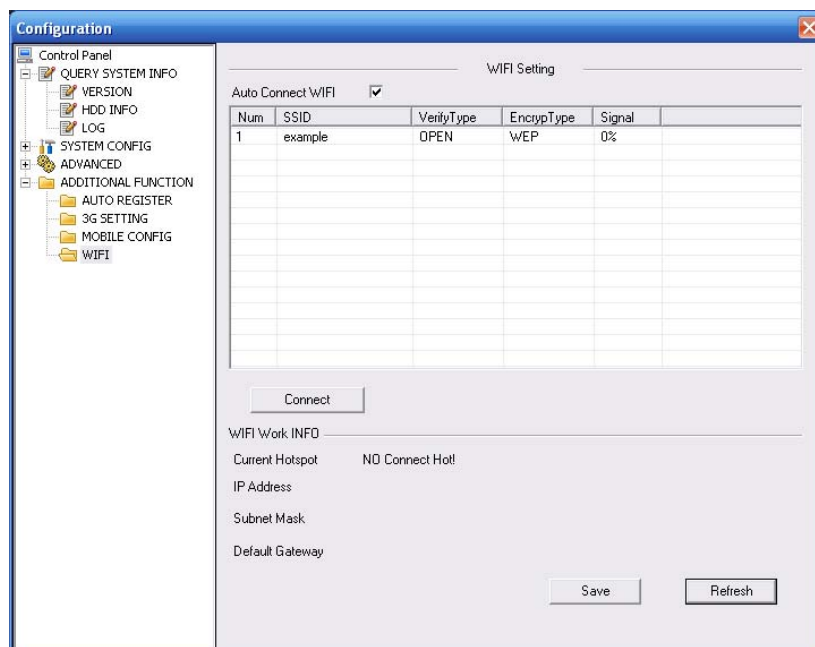 Configuration
Control Panel
QUERY SYSTEM INFO
VERSION
HDD INFO
LOG
SYSTEM CONFIG
ADVANCED
ADDITIONAL FUNCTION
AUTO REGISTER
3G SETTING
MOBILE CONFIG
WIFI
WIFI Setting
Auto Connect WIFI
Num SSID VerifyType EncrypType Signal
1 example OPEN WEP 0%
Connect
WIFI Work INFO
Current Hotspot NO Connect Hot!
IP Address
Subnet Mask
Default Gateway
Save Refresh